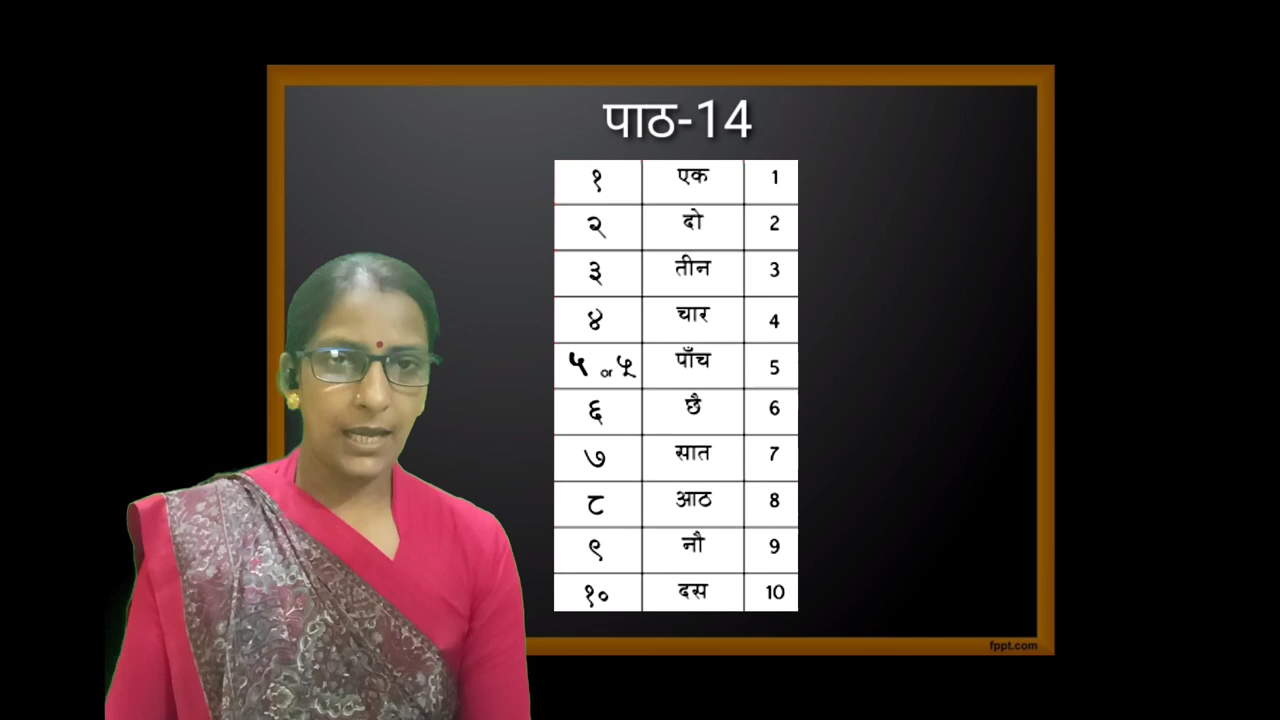 पाठ-14
१ एक 1
२ दो 2
३ तीन 3
४ चार 4
५ or ५ पाँच 5
६ छै 6
७ सात 7
८ आठ 8
९ नौ 9
१० दस 10
fppt.com